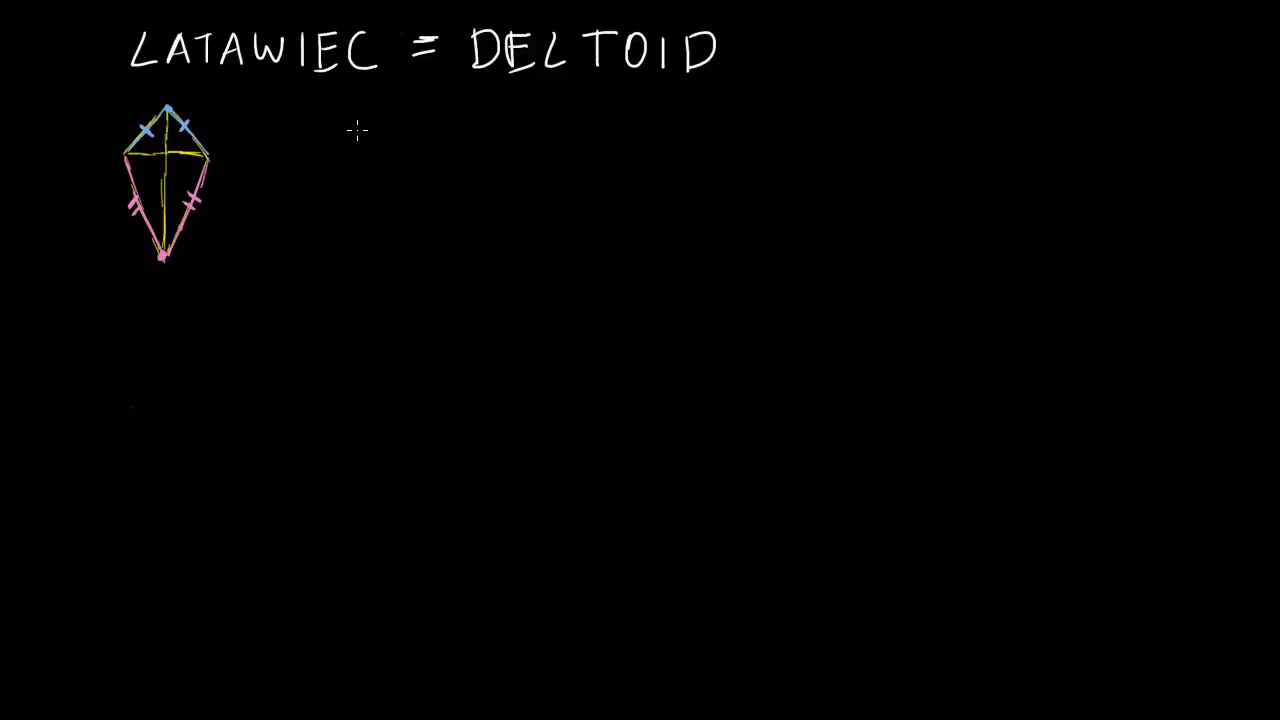 LATAWIEC = DELTOID